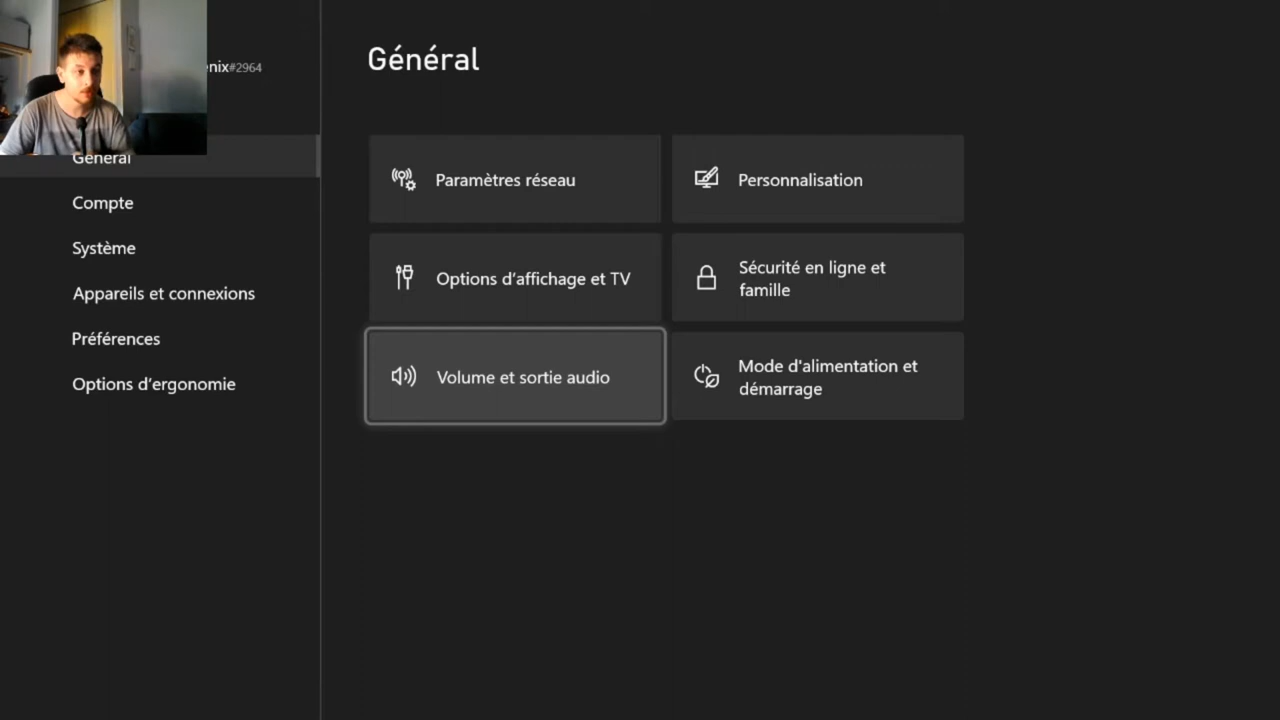 #2964
Général
Général
Compte
Système
Appareils et connexions
Préférences
Options d'ergonomie
Paramètres réseau
Personnalisation
Options d'affichage et TV
Sécurité en ligne et
famille
Volume et sortie audio
Mode d'alimentation et
démarrage